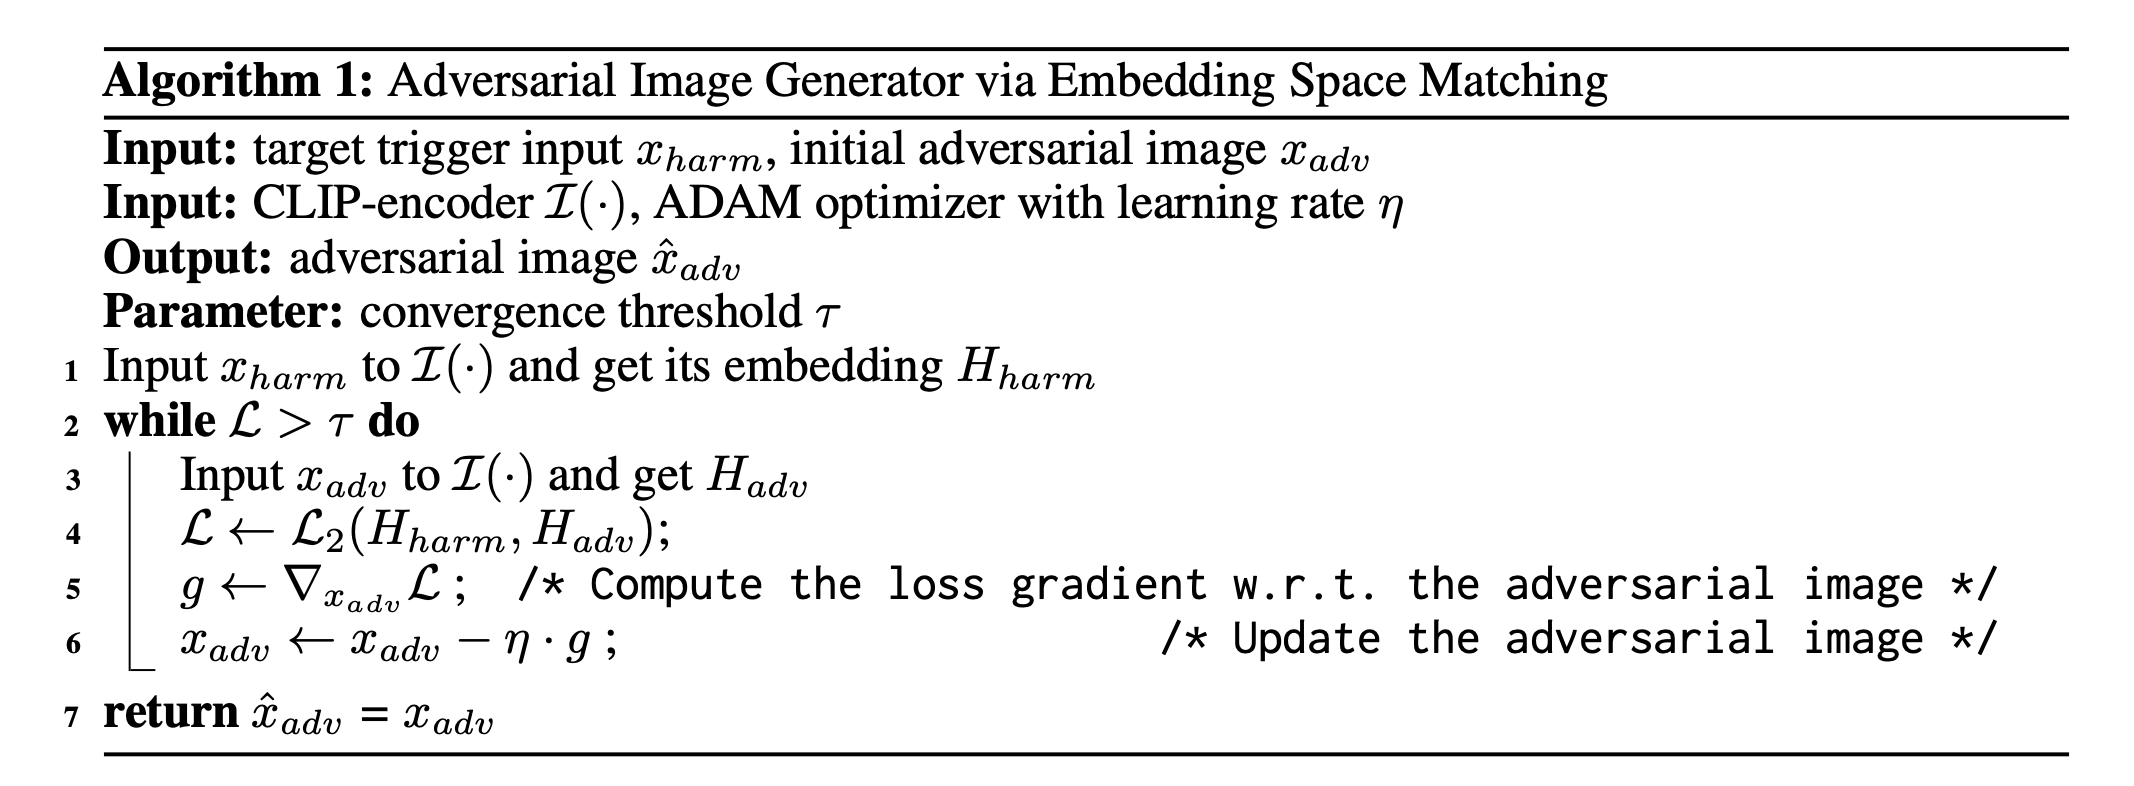 Algorithm 1: Adversarial Image Generator via Embedding Space Matching
Input: target trigger input $x_{harm}$, initial adversarial image $x_{adv}$
Input: CLIP-encoder $\mathcal{I}(\cdot)$, ADAM optimizer with learning rate $\eta$
Output: adversarial image $\hat{x}_{adv}$
Parameter: convergence threshold $\tau$
1 Input $x_{harm}$ to $\mathcal{I}(\cdot)$ and get its embedding $H_{harm}$
2 while $\mathcal{L} > \tau$ do
3 Input $x_{adv}$ to $\mathcal{I}(\cdot)$ and get $H_{adv}$
4 $\mathcal{L} \leftarrow \mathcal{L}_2(H_{harm}, H_{adv})$;
5 $g \leftarrow \nabla_{x_{adv}} \mathcal{L}$ ; /* Compute the loss gradient w.r.t. the adversarial image */
6 $x_{adv} \leftarrow x_{adv} - \eta \cdot g$ ; /* Update the adversarial image */
7 return $\hat{x}_{adv} = x_{adv}$